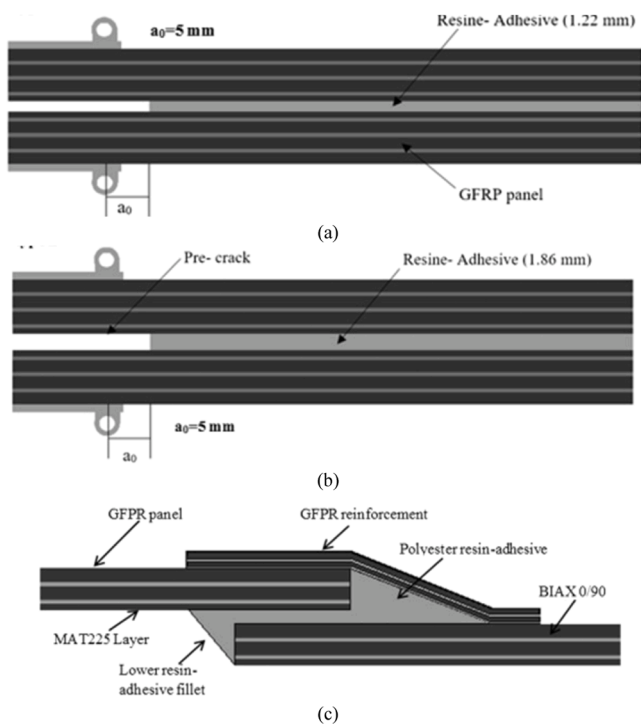 a₀=5 mm
Resine- Adhesive (1.22 mm)
GFRP panel
a₀
(a)
Pre- crack
Resine- Adhesive (1.86 mm)
a₀=5 mm
a₀
(b)
GFPR panel
GFPR reinforcement
Polyester resin-adhesive
BIAX 0/90
MAT225 Layer
Lower resin-
adhesive fillet
(c)